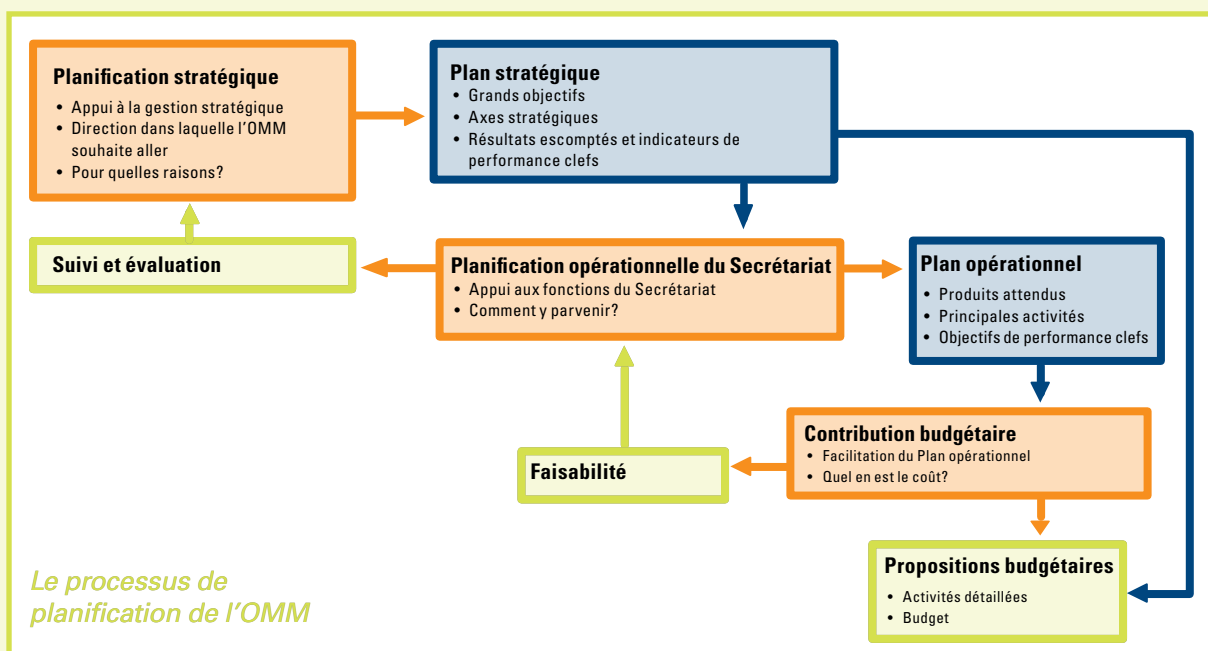 Planification stratégique
• Appui à la gestion stratégique
• Direction dans laquelle l'OMM
souhaite aller
• Pour quelles raisons?
Plan stratégique
• Grands objectifs
• Axes stratégiques
• Résultats escomptés et indicateurs de
performance clefs
Suivi et évaluation
Planification opérationnelle du Secrétariat
• Appui aux fonctions du Secrétariat
• Comment y parvenir?
Plan opérationnel
• Produits attendus
• Principales activités
• Objectifs de performance clefs
Contribution budgétaire
• Facilitation du Plan opérationnel
• Quel en est le coût?
Faisabilité
Propositions budgétaires
• Activités détaillées
• Budget
Le processus de
planification de l'OMM